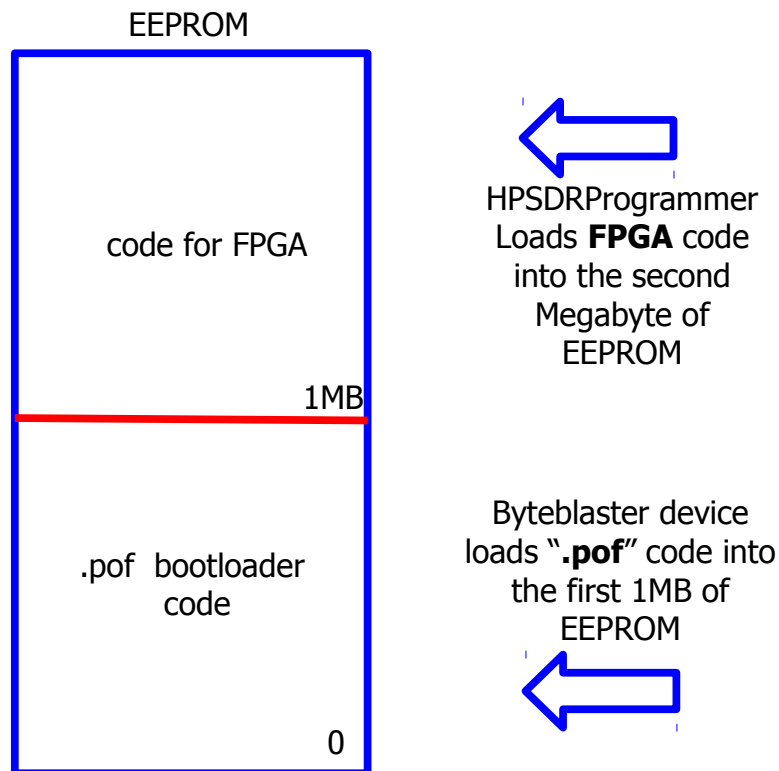 EEPROM
code for FPGA
1MB
.pof  bootloader
code
0
HPSDRProgrammer
Loads FPGA code
into the second
Megabyte of
EEPROM
Byteblaster device
loads “.pof” code into
the first 1MB of
EEPROM